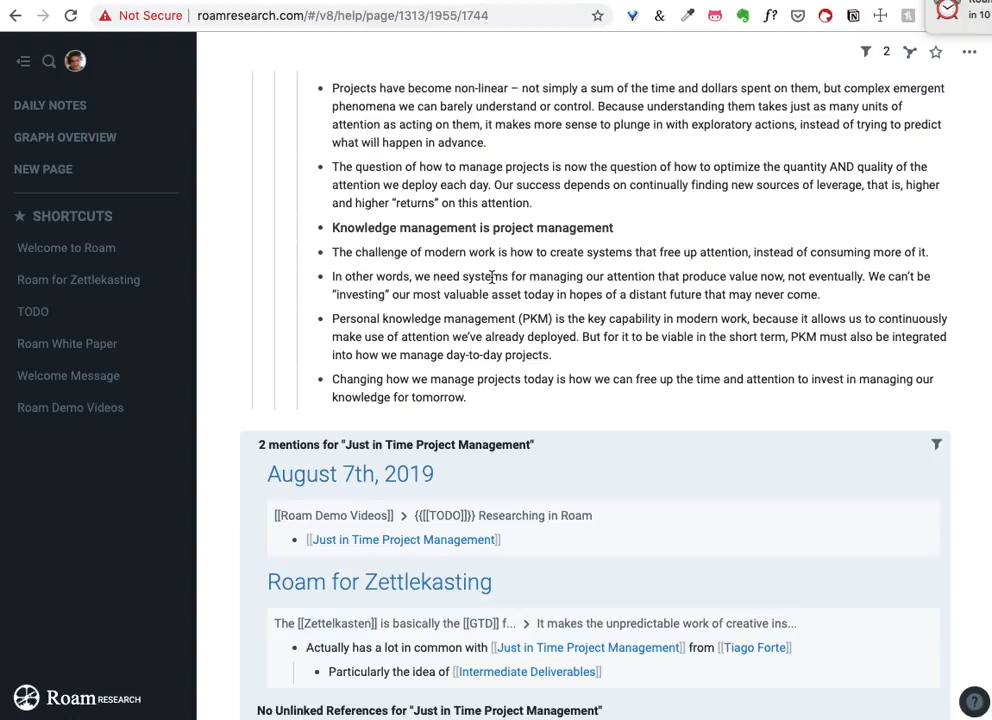 Not Secure
roamresearch.com/#/v8/help/page/1313/1955/1744
in 10
2
DAILY NOTES
GRAPH OVERVIEW
NEW PAGE
★ SHORTCUTS
Welcome to Roam
Roam for Zettlekasting
TODO
Roam White Paper
Welcome Message
Roam Demo Videos
Roam RESEARCH
• Projects have become non-linear – not simply a sum of the time and dollars spent on them, but complex emergent
phenomena we can barely understand or control. Because understanding them takes just as many units of
attention as acting on them, it makes more sense to plunge in with exploratory actions, instead of trying to predict
what will happen in advance.
• The question of how to manage projects is now the question of how to optimize the quantity AND quality of the
attention we deploy each day. Our success depends on continually finding new sources of leverage, that is, higher
and higher “returns” on this attention.
• Knowledge management is project management
• The challenge of modern work is how to create systems that free up attention, instead of consuming more of it.
• In other words, we need systems for managing our attention that produce value now, not eventually. We can’t be
“investing” our most valuable asset today in hopes of a distant future that may never come.
• Personal knowledge management (PKM) is the key capability in modern work, because it allows us to continuously
make use of attention we’ve already deployed. But for it to be viable in the short term, PKM must also be integrated
into how we manage day-to-day projects.
• Changing how we manage projects today is how we can free up the time and attention to invest in managing our
knowledge for tomorrow.
2 mentions for "Just in Time Project Management"
August 7th, 2019
[[Roam Demo Videos]] > {{[[TODO]]}} Researching in Roam
• [[Just in Time Project Management]]
Roam for Zettlekasting
The [[Zettelkasten]] is basically the [[GTD]] f... > It makes the unpredictable work of creative ins...
• Actually has a lot in common with [[Just in Time Project Management]] from [[Tiago Forte]]
• Particularly the idea of [[Intermediate Deliverables]]
No Unlinked References for "Just in Time Project Management"